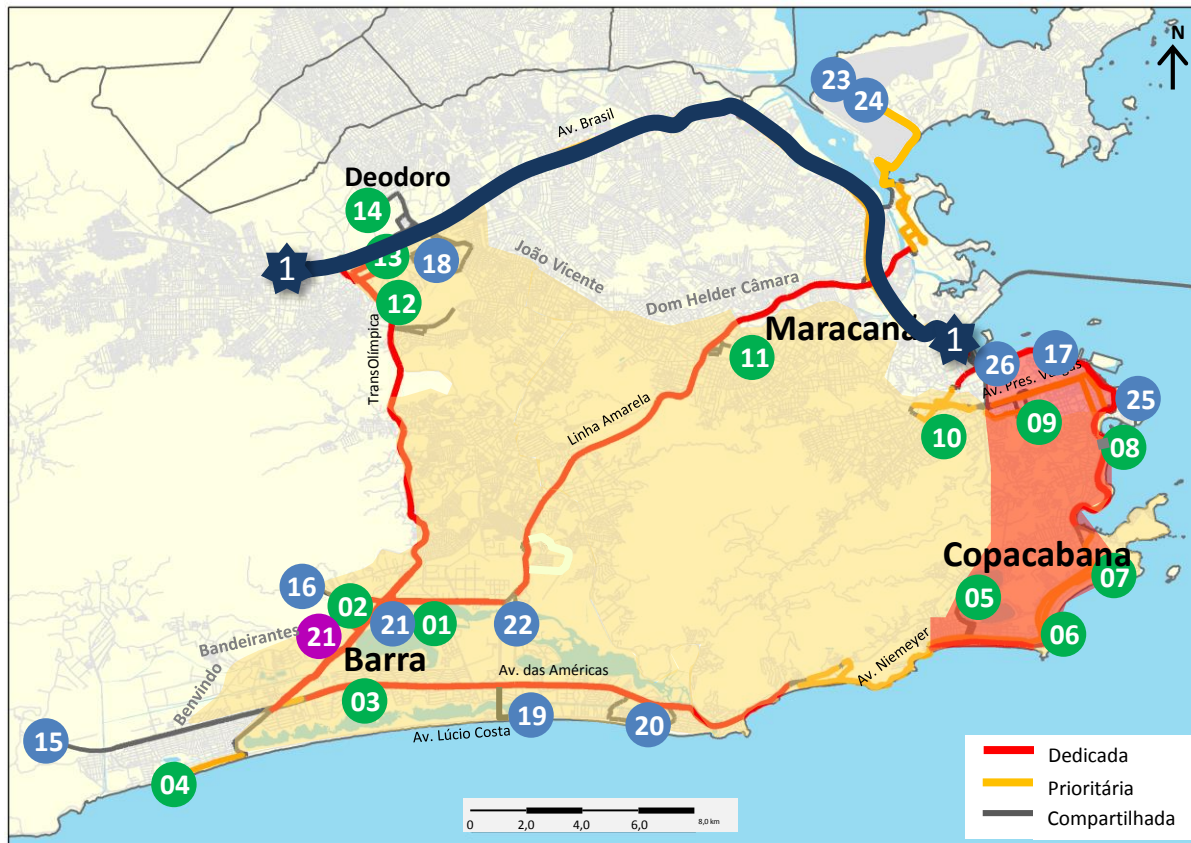 N
23
24
Av. Brasil
Deodoro
14
1
13
18
João Vicente
12
Dom Helder Câmara
Maracanã
1
11
TransOlímpica
26
17
Av. Pres. Vargas
25
Linha Amarela
10
09
08
Copacabana
07
16
02
05
21
21
01
22
06
Bandeirantes
Barra
Av. Niemeyer
Benvindo
Av. das Américas
03
19
20
15
Av. Lúcio Costa
04
Dedicada
Prioritária
Compartilhada
0
2,0
4,0
6,0
8,0 km